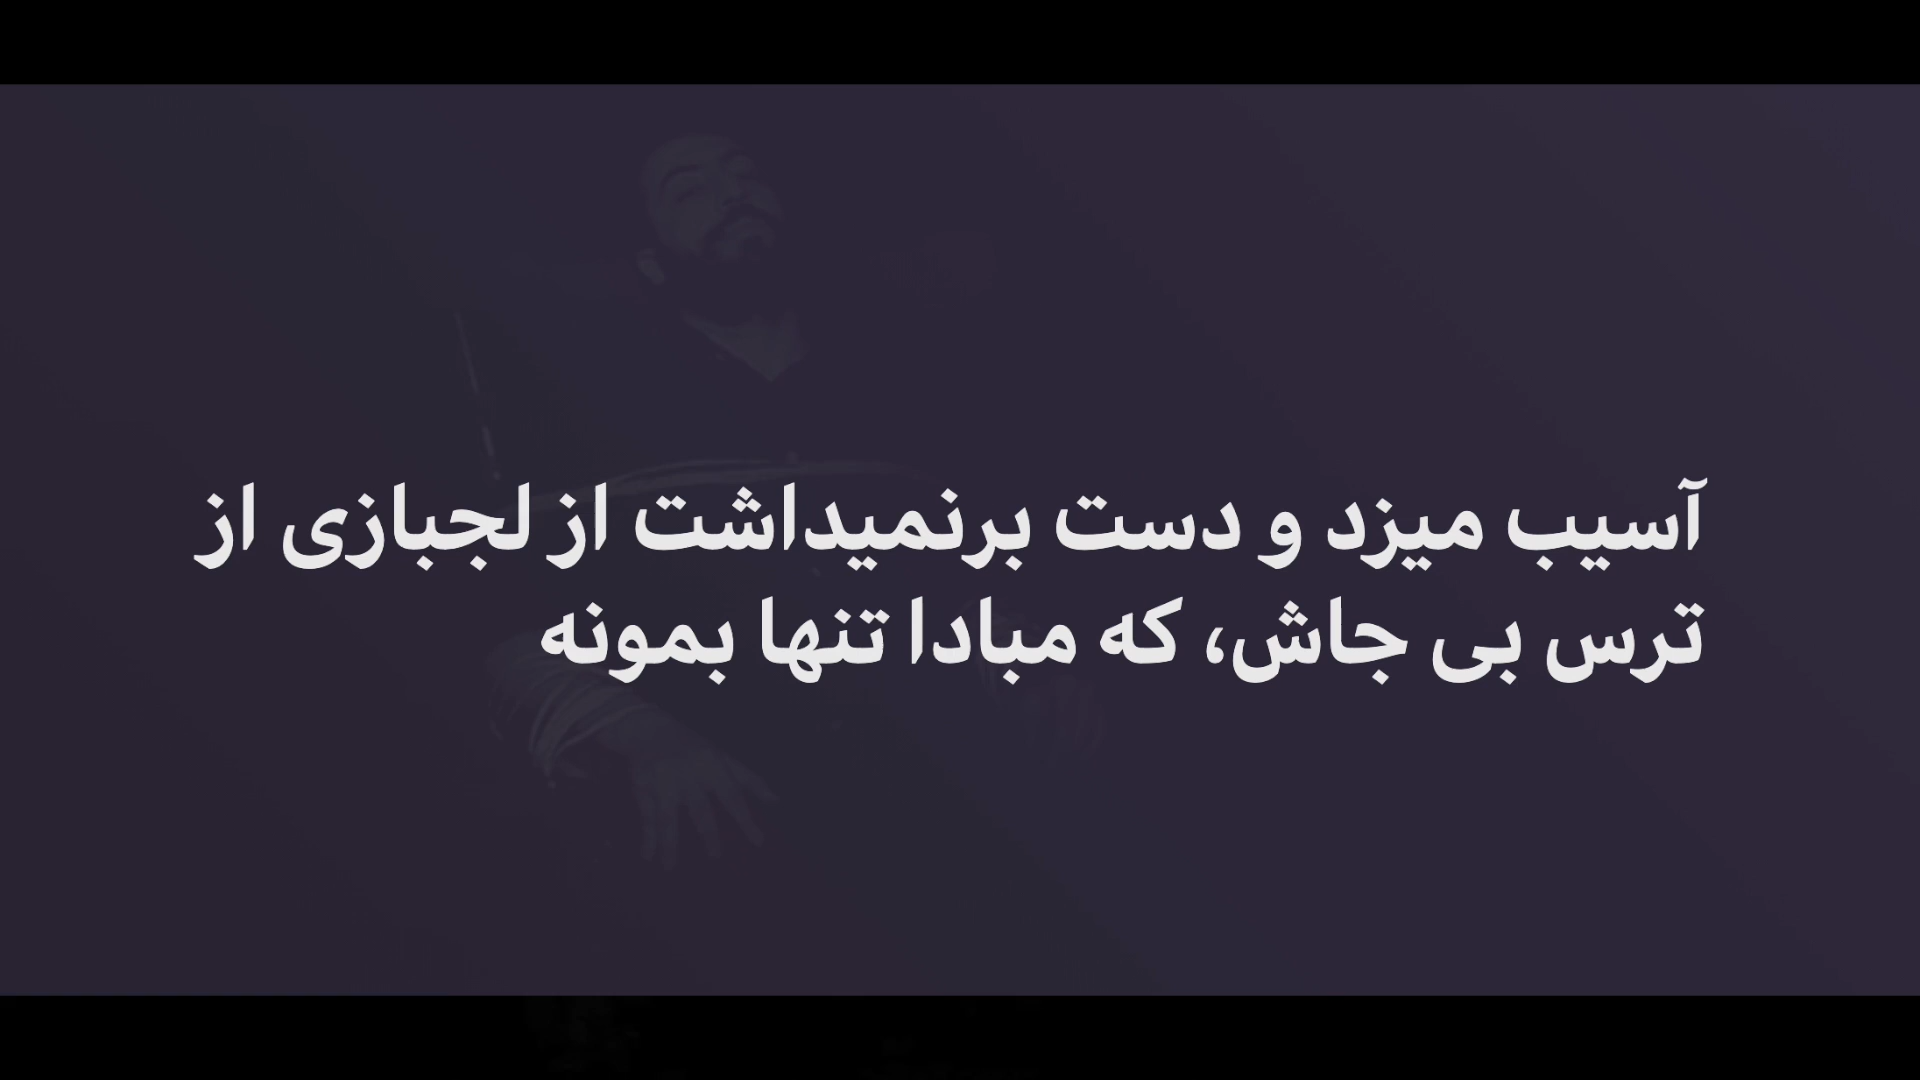 آسیب میزد و دست برنمیداشت از لجبازی از
ترس بی جاش، که مبادا تنها بمونه